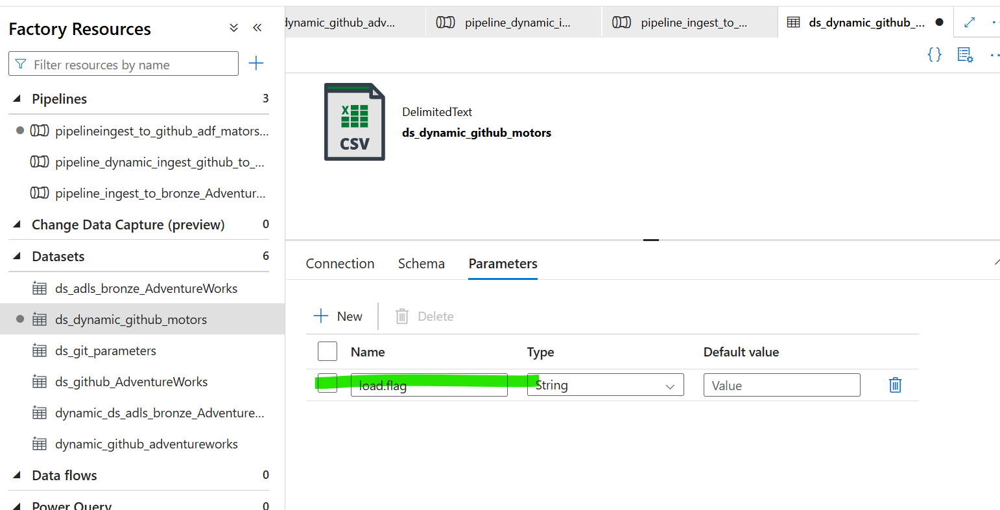 Factory Resources
Filter resources by name
Pipelines 3
pipelineingest_to_github_adf_mators...
pipeline_dynamic_ingest_github_to_...
pipeline_ingest_to_bronze_Adventur...
Change Data Capture (preview) 0
Datasets 6
ds_adls_bronze_AdventureWorks
ds_dynamic_github_motors
ds_git_parameters
ds_github_AdventureWorks
dynamic_ds_adls_bronze_Adventure...
dynamic_github_adventureworks
Data flows 0
Power Query 0
dynamic_github_adv... pipeline_dynamic_i... pipeline_ingest_to_... ds_dynamic_github_...
DelimitedText
ds_dynamic_github_motors
CSV
Connection Schema Parameters
New Delete
Name Type Default value
load.flag String Value